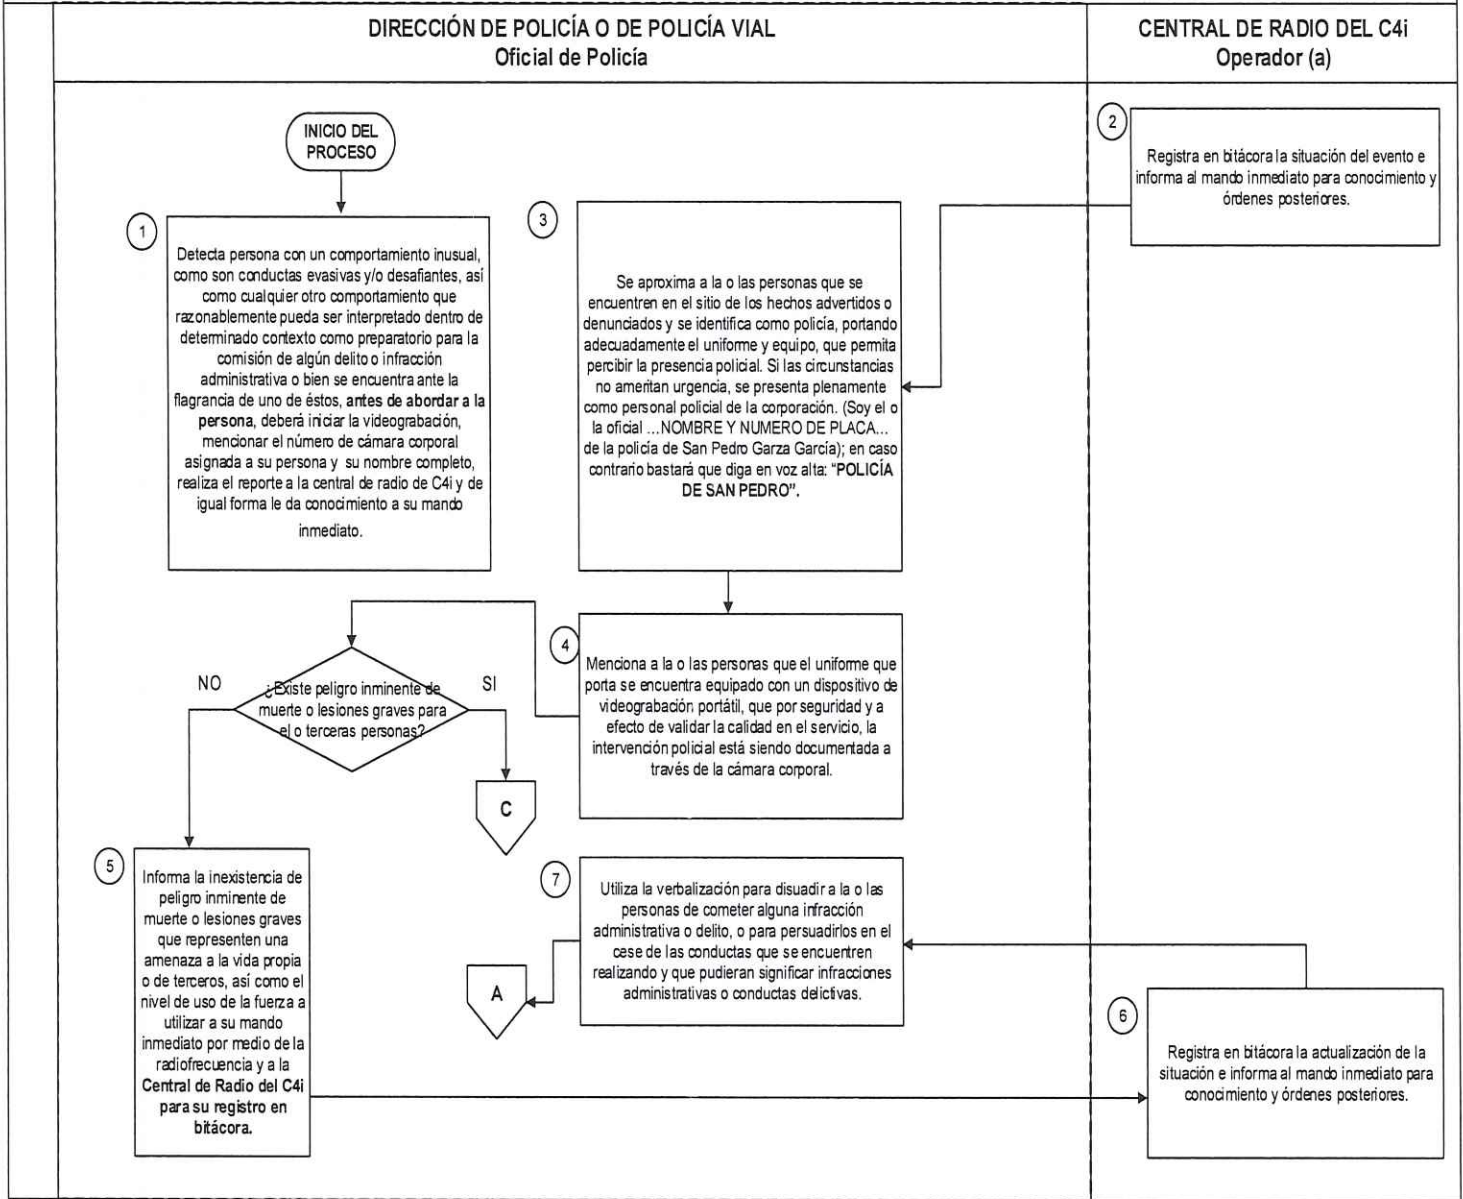 DIRECCIÓN DE POLICÍA O DE POLICÍA VIAL
Oficial de Policía
CENTRAL DE RADIO DEL C4i
Operador (a)
INICIO DEL
PROCESO
1
Detecta persona con un comportamiento inusual,
como son conductas evasivas y/o desafiantes, así
como cualquier otro comportamiento que
razonablemente pueda ser interpretado dentro de
determinado contexto como preparatorio para la
comisión de algún delito o infracción
administrativa o bien se encuentra ante la
flagrancia de uno de éstos, antes de abordar a la
persona, deberá iniciar la videograbación,
mencionar el número de cámara corporal
asignada a su persona y su nombre completo,
realiza el reporte a la central de radio de C4i y de
igual forma le da conocimiento a su mando
inmediato.
2
Registra en bitácora la situación del evento e
informa al mando inmediato para conocimiento y
órdenes posteriores.
3
Se aproxima a la o las personas que se
encuentren en el sitio de los hechos advertidos o
denunciados y se identifica como policía, portando
adecuadamente el uniforme y equipo, que permita
percibir la presencia policial. Si las circunstancias
no ameritan urgencia, se presenta plenamente
como personal policial de la corporación. (Soy el o
la oficial ...NOMBRE Y NUMERO DE PLACA...
de la policía de San Pedro Garza García); en caso
contrario bastará que diga en voz alta: “POLICÍA
DE SAN PEDRO”.
4
Menciona a la o las personas que el uniforme que
porta se encuentra equipado con un dispositivo de
videograbación portátil, que por seguridad y a
efecto de validar la calidad en el servicio, la
intervención policial está siendo documentada a
través de la cámara corporal.
NO
¿Existe peligro inminente de
muerte o lesiones graves para
el o terceras personas?
SI
C
5
Informa la inexistencia de
peligro inminente de
muerte o lesiones graves
que representen una
amenaza a la vida propia
o de terceros, así como el
nivel de uso de la fuerza a
utilizar a su mando
inmediato por medio de la
radiofrecuencia y a la
Central de Radio del C4i
para su registro en
bitácora.
6
Registra en bitácora la actualización de la
situación e informa al mando inmediato para
conocimiento y órdenes posteriores.
7
Utiliza la verbalización para disuadir a la o las
personas de cometer alguna infracción
administrativa o delito, o para persuadirlos en el
cese de las conductas que se encuentren
realizando y que pudieran significar infracciones
administrativas o conductas delictivas.
A